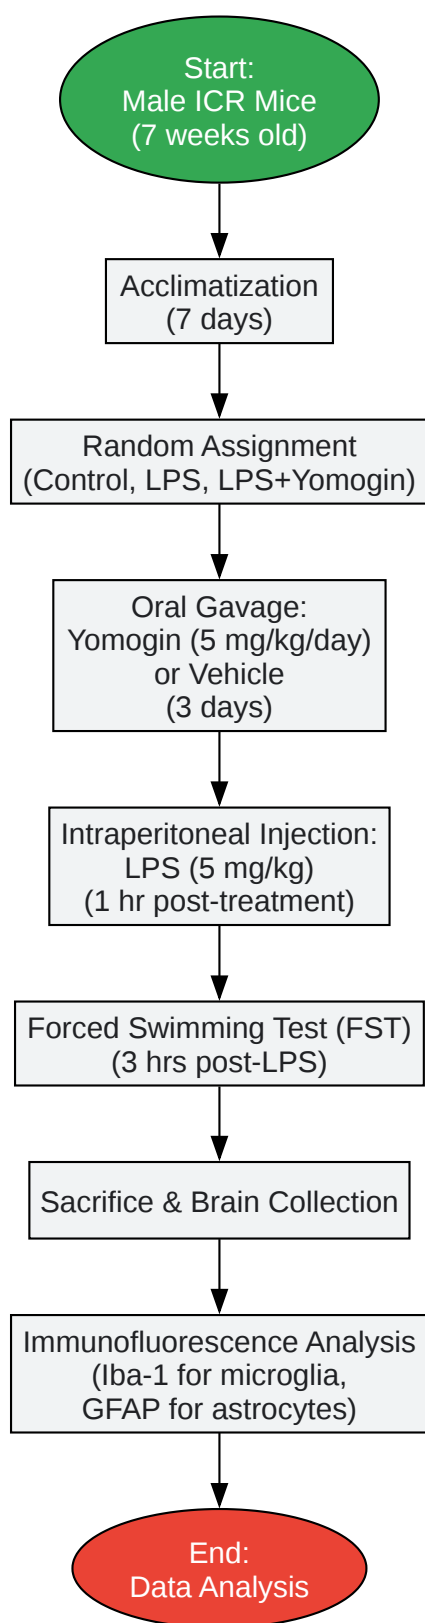 Start:
Male ICR Mice
(7 weeks old)
Acclimatization
(7 days)
Random Assignment
(Control, LPS, LPS+Yomogin)
Oral Gavage:
Yomogin (5 mg/kg/day)
or Vehicle
(3 days)
Intraperitoneal Injection:
LPS (5 mg/kg)
(1 hr post-treatment)
Forced Swimming Test (FST)
(3 hrs post-LPS)
Sacrifice & Brain Collection
Immunofluorescence Analysis
(Iba-1 for microglia,
GFAP for astrocytes)
End:
Data Analysis